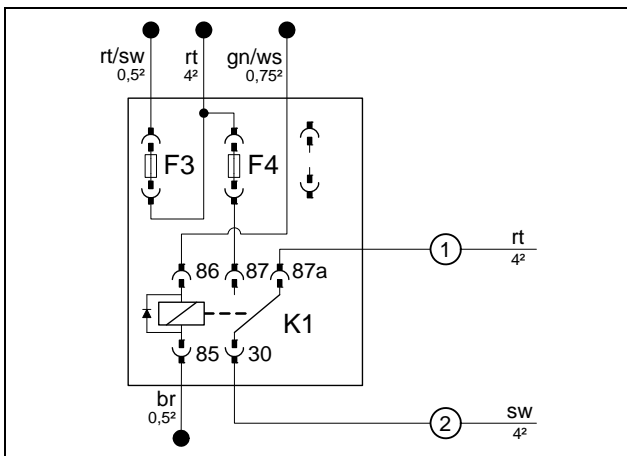 rt/sw
0,5²
rt
4²
gn/ws
0,75²
F3
F4
1
rt
4²
86
87
87a
K1
85
30
br
0,5²
2
sw
4²